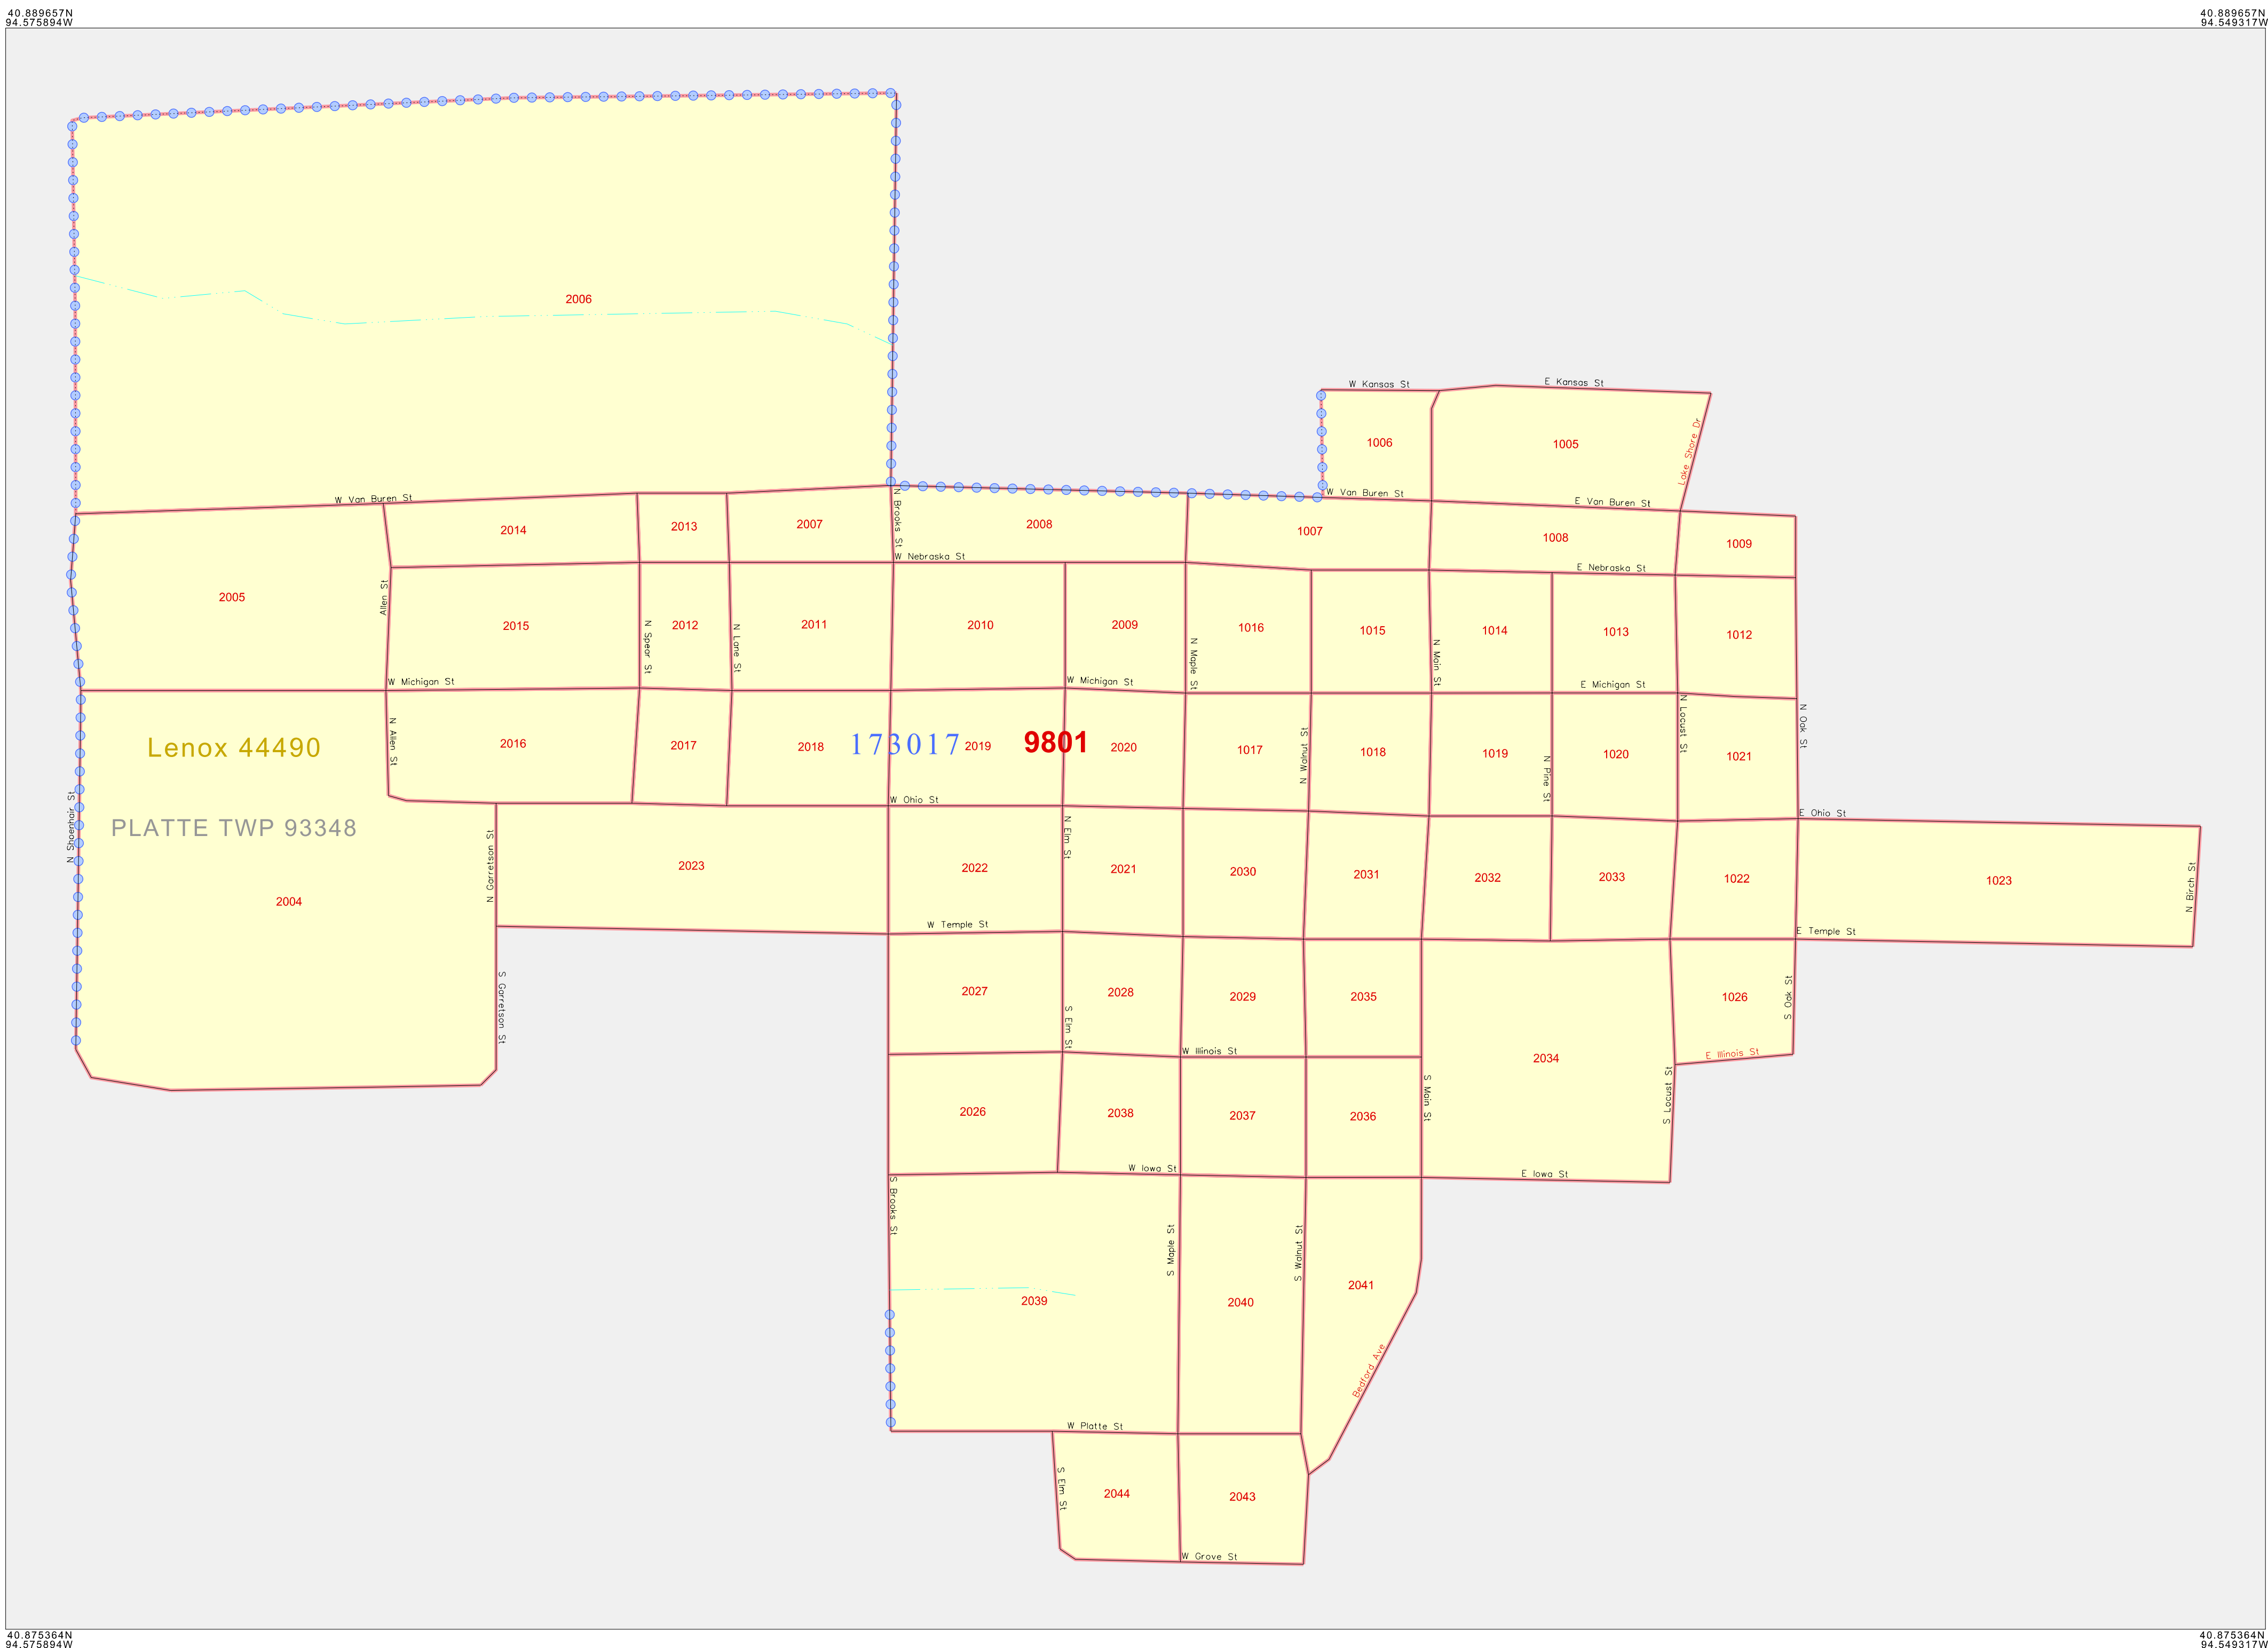 40.889657N
94.575894W
40.889657N
94.549317W
2006
W Kansas St
E Kansas St
1006
1005
Lake Shore Dr
W Van Buren St
W Van Buren St
E Van Buren St
N Brooks St
2014
2013
2007
2008
1007
1008
1009
W Nebraska St
E Nebraska St
2005
Allen St
2015
N Spear St
2012
N Lane St
2011
2010
2009
N Maple St
1016
1015
N Main St
1014
1013
1012
W Michigan St
W Michigan St
E Michigan St
Lenox 44490
N Allen St
2016
2017
2018
173017
2019
9801
2020
1017
N Walnut St
1018
1019
N Pine St
1020
N Locust St
1021
N Oak St
W Ohio St
E Ohio St
PLATTE TWP 93348
N Shoenhair St
N Garretson St
2023
2022
N Elm St
2021
2030
2031
2032
2033
1022
1023
N Birch St
2004
W Temple St
E Temple St
S Garretson St
2027
S Elm St
2028
2029
2035
1026
S Oak St
W Illinois St
E Illinois St
2034
2026
2038
2037
2036
S Main St
S Locust St
W Iowa St
E Iowa St
S Brooks St
S Maple St
S Walnut St
2039
2040
2041
Bedford Ave
W Platte St
S Elm St
2044
2043
W Grove St
40.875364N
94.575894W
40.875364N
94.549317W